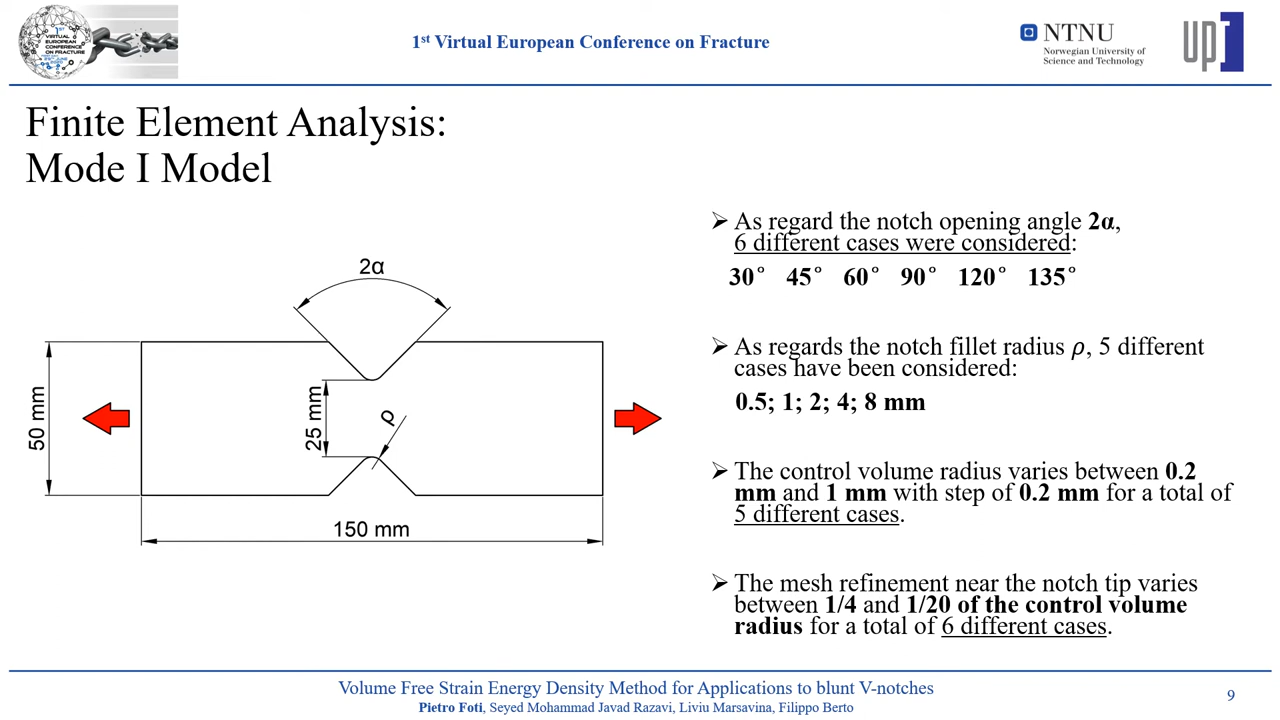 1ST
VIRTUAL
EUROPEAN
CONFERENCE
ON FRACTURE
1st Virtual European Conference on Fracture
NTNU
Norwegian University of
Science and Technology
up
Finite Element Analysis:
Mode I Model
2α
50 mm
25 mm
ρ
150 mm
➢ As regard the notch opening angle 2α,
6 different cases were considered:
30° 45° 60° 90° 120° 135°
➢ As regards the notch fillet radius ρ, 5 different
cases have been considered:
0.5; 1; 2; 4; 8 mm
➢ The control volume radius varies between 0.2
mm and 1 mm with step of 0.2 mm for a total of
5 different cases.
➢ The mesh refinement near the notch tip varies
between 1/4 and 1/20 of the control volume
radius for a total of 6 different cases.
Volume Free Strain Energy Density Method for Applications to blunt V-notches
Pietro Foti, Seyed Mohammad Javad Razavi, Liviu Marsavina, Filippo Berto
9